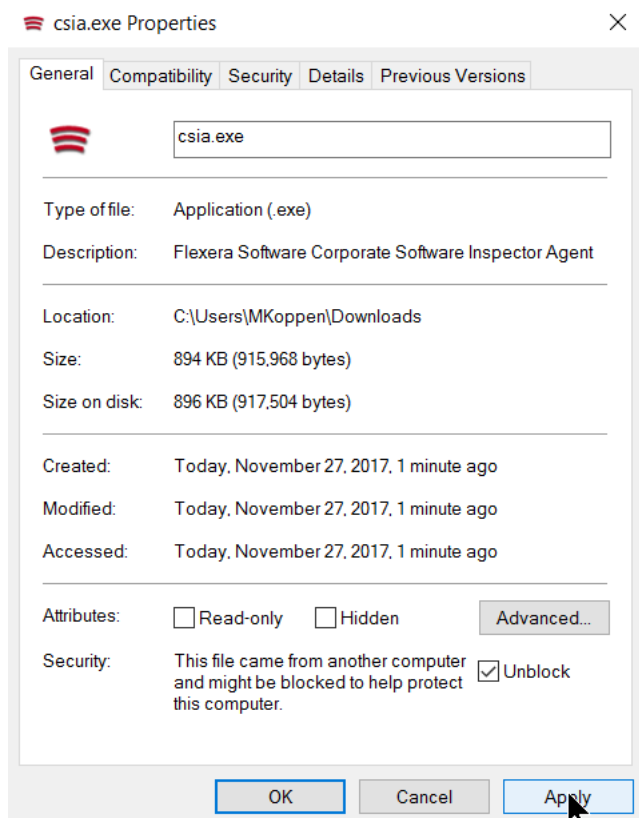 csia.exe Properties
General Compatibility Security Details Previous Versions
csia.exe
Type of file: Application (.exe)
Description: Flexera Software Corporate Software Inspector Agent
Location: C:\Users\MKoppen\Downloads
Size: 894 KB (915,968 bytes)
Size on disk: 896 KB (917,504 bytes)
Created: Today, November 27, 2017, 1 minute ago
Modified: Today, November 27, 2017, 1 minute ago
Accessed: Today, November 27, 2017, 1 minute ago
Attributes: Read-only Hidden Advanced...
Security: This file came from another computer
and might be blocked to help protect
this computer.
Unblock
OK Cancel Apply